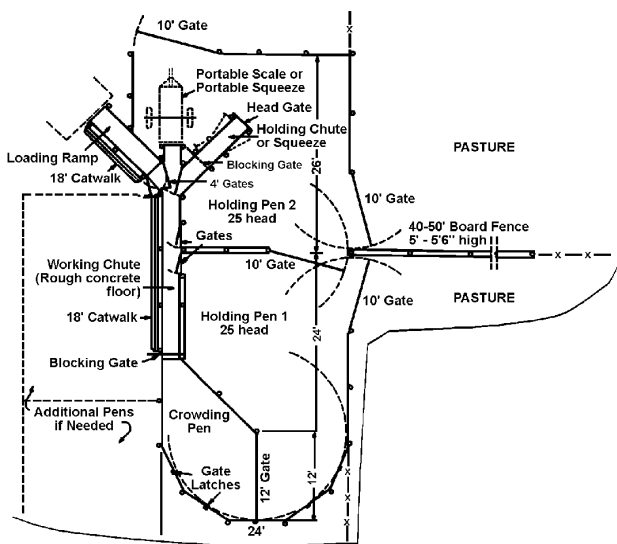 10' Gate
x
Portable Scale or
Portable Squeeze
Head Gate
Holding Chute
or Squeeze
Loading Ramp
18' Catwalk
Blocking Gate
4' Gates
26'
PASTURE
10' Gate
Holding Pen 2
25 head
40-50' Board Fence
5' - 5'6" high
Gates
x x
10' Gate
Working Chute
(Rough concrete
floor)
10' Gate
PASTURE
18' Catwalk
Holding Pen 1
25 head
24'
Blocking Gate
x
Additional Pens
if Needed
Crowding
Pen
x
Gate
Latches
12' Gate
12'
x
24'
x